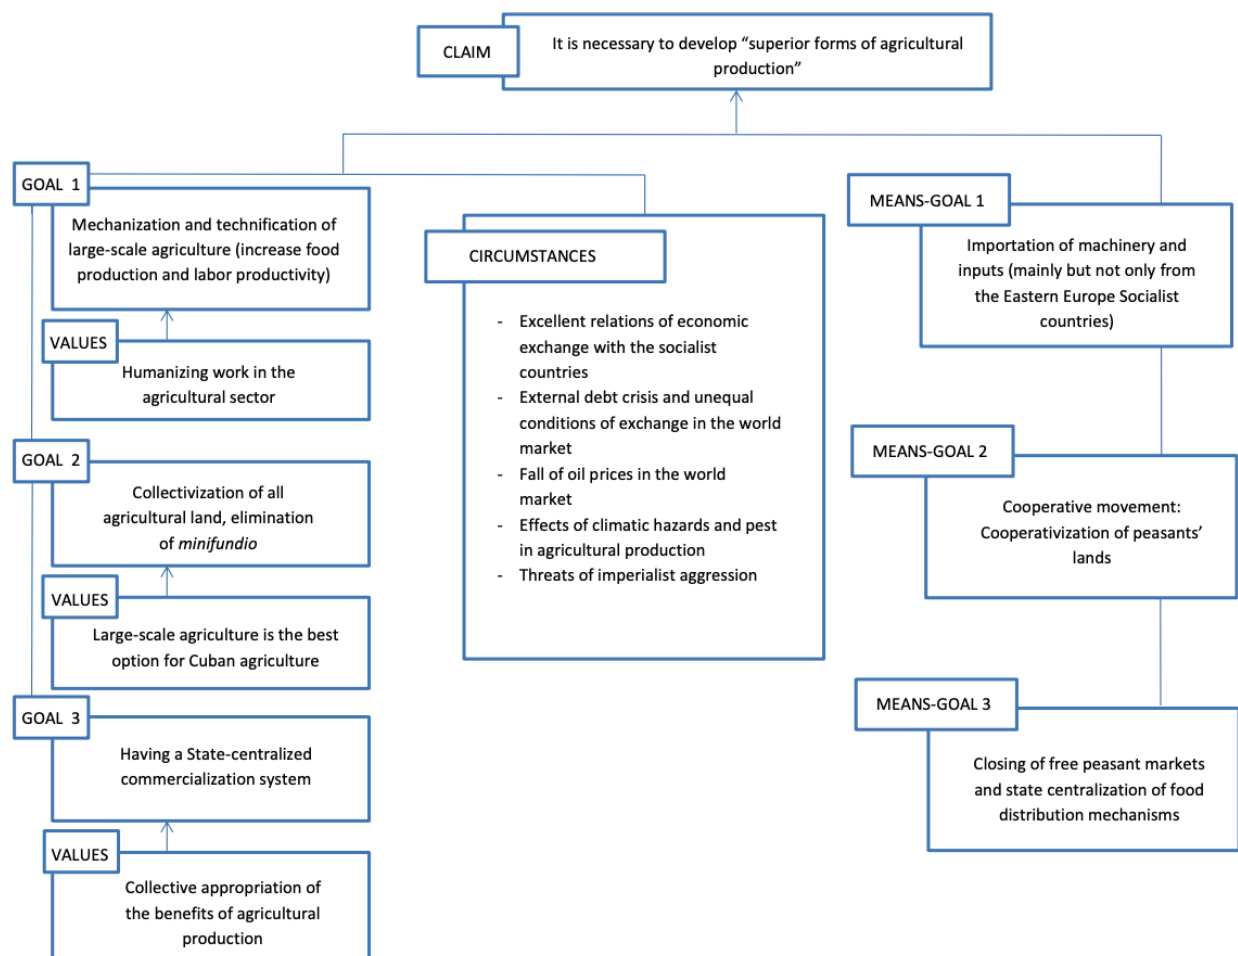 CLAIM
It is necessary to develop “superior forms of agricultural
production”
GOAL 1
Mechanization and technification of
large-scale agriculture (increase food
production and labor productivity)
VALUES
Humanizing work in the
agricultural sector
GOAL 2
Collectivization of all
agricultural land, elimination
of minifundio
VALUES
Large-scale agriculture is the best
option for Cuban agriculture
GOAL 3
Having a State-centralized
commercialization system
VALUES
Collective appropriation of
the benefits of agricultural
production
CIRCUMSTANCES
- Excellent relations of economic
exchange with the socialist
countries
- External debt crisis and unequal
conditions of exchange in the world
market
- Fall of oil prices in the world
market
- Effects of climatic hazards and pest
in agricultural production
- Threats of imperialist aggression
MEANS-GOAL 1
Importation of machinery and
inputs (mainly but not only from
the Eastern Europe Socialist
countries)
MEANS-GOAL 2
Cooperative movement:
Cooperativization of peasants’
lands
MEANS-GOAL 3
Closing of free peasant markets
and state centralization of food
distribution mechanisms